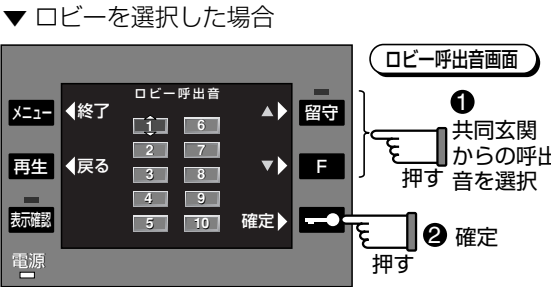 ▼ ロビーを選択した場合
ロビー呼出音画面
ロビー呼出音
メニュー
終了
留守
1 6
2 7
再生
戻る
3 8
F
4 9
表示確認
5 10
確定
電源
❶
共同玄関
からの呼出
音を選択
押す
❷ 確定
押す